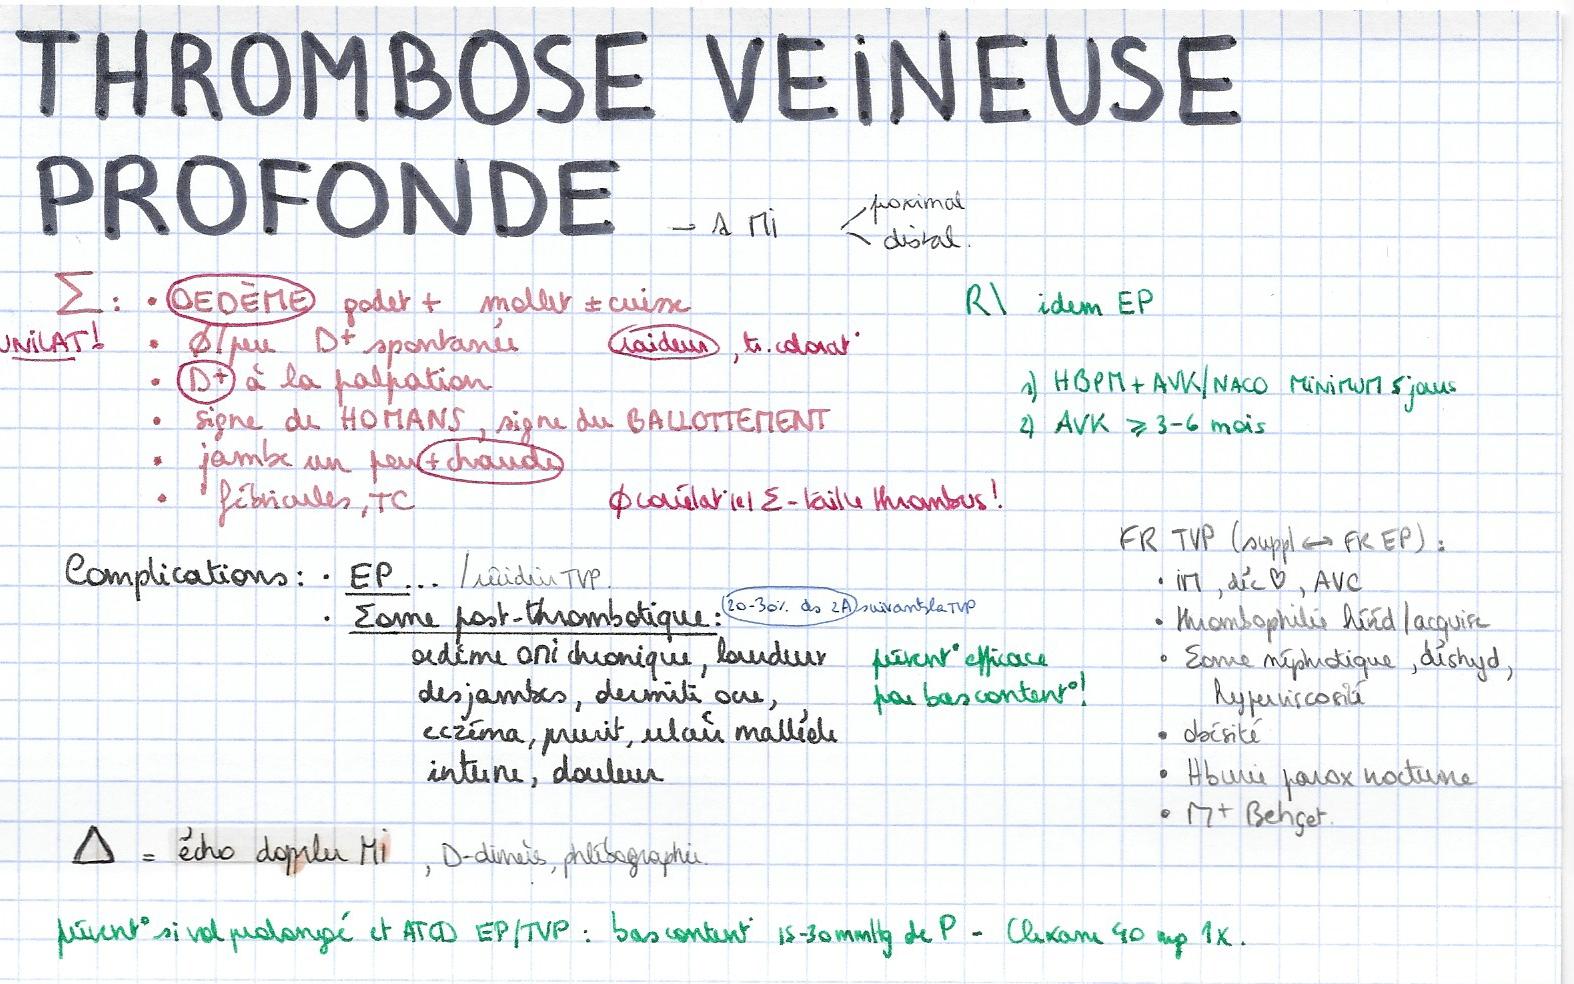 THROMBOSE VEINEUSE
PROFONDE → Δ MI < proximal
distal.
Σ : • OEDÈME godet + mollet ± cuisse
UNILAT! • Ø/peu D+ spontanée raideur, tr. colorat°
• D+ à la palpation
• signe de HOMANS, signe du BALLOTTEMENT
• jambe un peu + chaude
• fébricules, TC Ø corrélat° (e) Σ - taille thrombus!
R\ idem EP
1) HBPM + AVK/NACO MINIMUM 5 jours
2) AVK ⩾ 3-6 mois
Complications : • EP ... / récidive TVP.
• Σome post-thrombotique : 20-30% ds 2A suivant la TVP
oedème OMI chronique, lourdeur
des jambes, dermite ocre,
eczéma, prurit, ulcère malléole
interne, douleur
prévent° efficace
par bas content°!
FR TVP (suppl ↔ FR EP) :
• IM, déc ♡, AVC
• thrombophilie héréd/acquise
• Σome néphrotique, déshyd,
hyperviscosité
• obésité
• Hburie parox nocturne
• M+ Behçet.
Δ = écho doppler MI, D-dimères, phlébographie.
prévent° si vol prolongé et ATCD EP/TVP : bas content° 15-30 mmHg de P - Clexane 40 mg 1x.